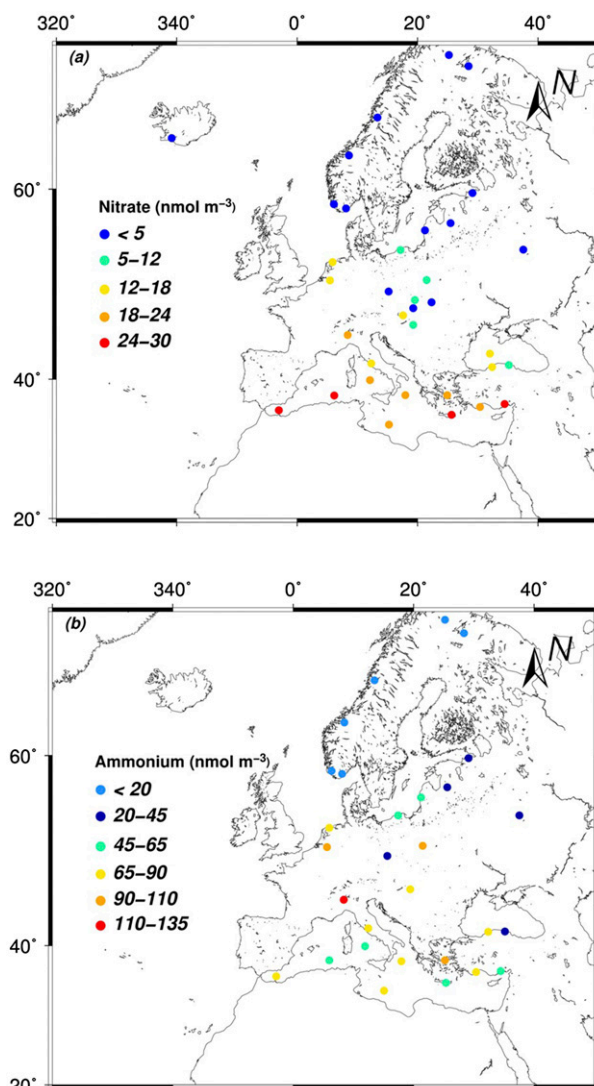 320˚ 340˚ 0˚ 20˚ 40˚
(a)
N
60˚
Nitrate (nmol m⁻³)
< 5
5−12
12−18
18−24
24−30
40˚
20˚
320˚ 340˚ 0˚ 20˚ 40˚
(b)
N
60˚
Ammonium (nmol m⁻³)
< 20
20−45
45−65
65−90
90−110
110−135
40˚
20˚